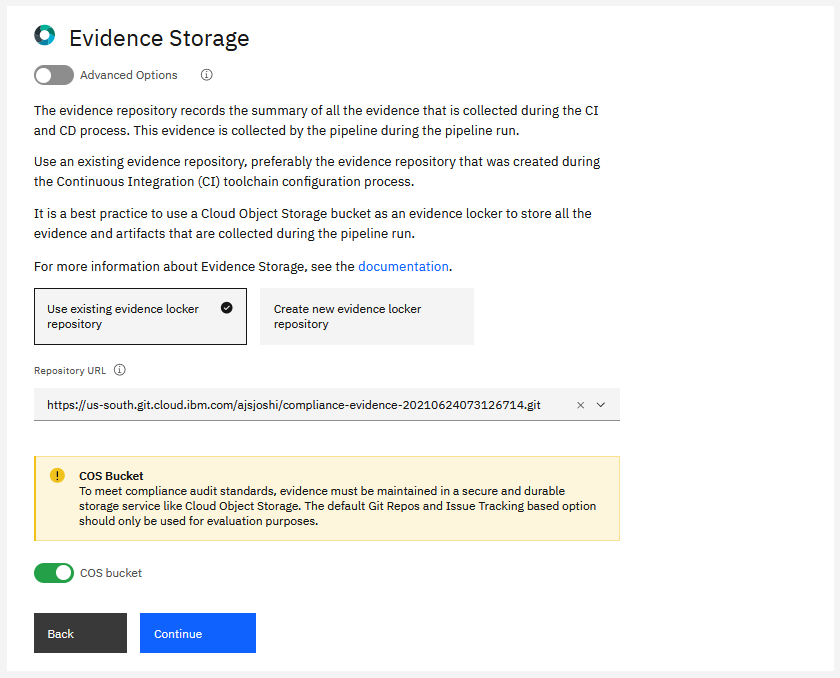 Evidence Storage
Advanced Options
The evidence repository records the summary of all the evidence that is collected during the CI
and CD process. This evidence is collected by the pipeline during the pipeline run.
Use an existing evidence repository, preferably the evidence repository that was created during
the Continuous Integration (CI) toolchain configuration process.
It is a best practice to use a Cloud Object Storage bucket as an evidence locker to store all the
evidence and artifacts that are collected during the pipeline run.
For more information about Evidence Storage, see the documentation.
Use existing evidence locker
repository
Create new evidence locker
repository
Repository URL
https://us-south.git.cloud.ibm.com/ajsjoshi/compliance-evidence-20210624073126714.git
COS Bucket
To meet compliance audit standards, evidence must be maintained in a secure and durable
storage service like Cloud Object Storage. The default Git Repos and Issue Tracking based option
should only be used for evaluation purposes.
COS bucket
Back
Continue